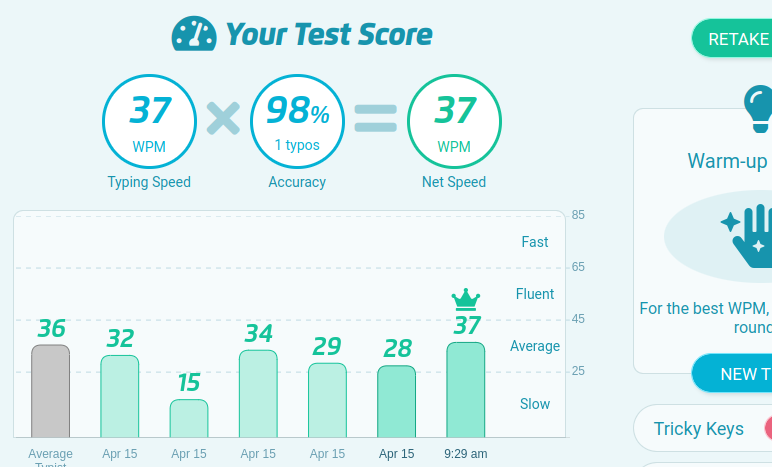 Your Test Score
RETAKE
37
WPM
98%
1 typos
37
WPM
Typing Speed
Accuracy
Net Speed
Warm-up
For the best WPM,
round
NEW T
Tricky Keys
85
65
45
25
Fast
Fluent
Average
Slow
36
32
15
34
29
28
37
Average
Typist
Apr 15
Apr 15
Apr 15
Apr 15
Apr 15
9:29 am